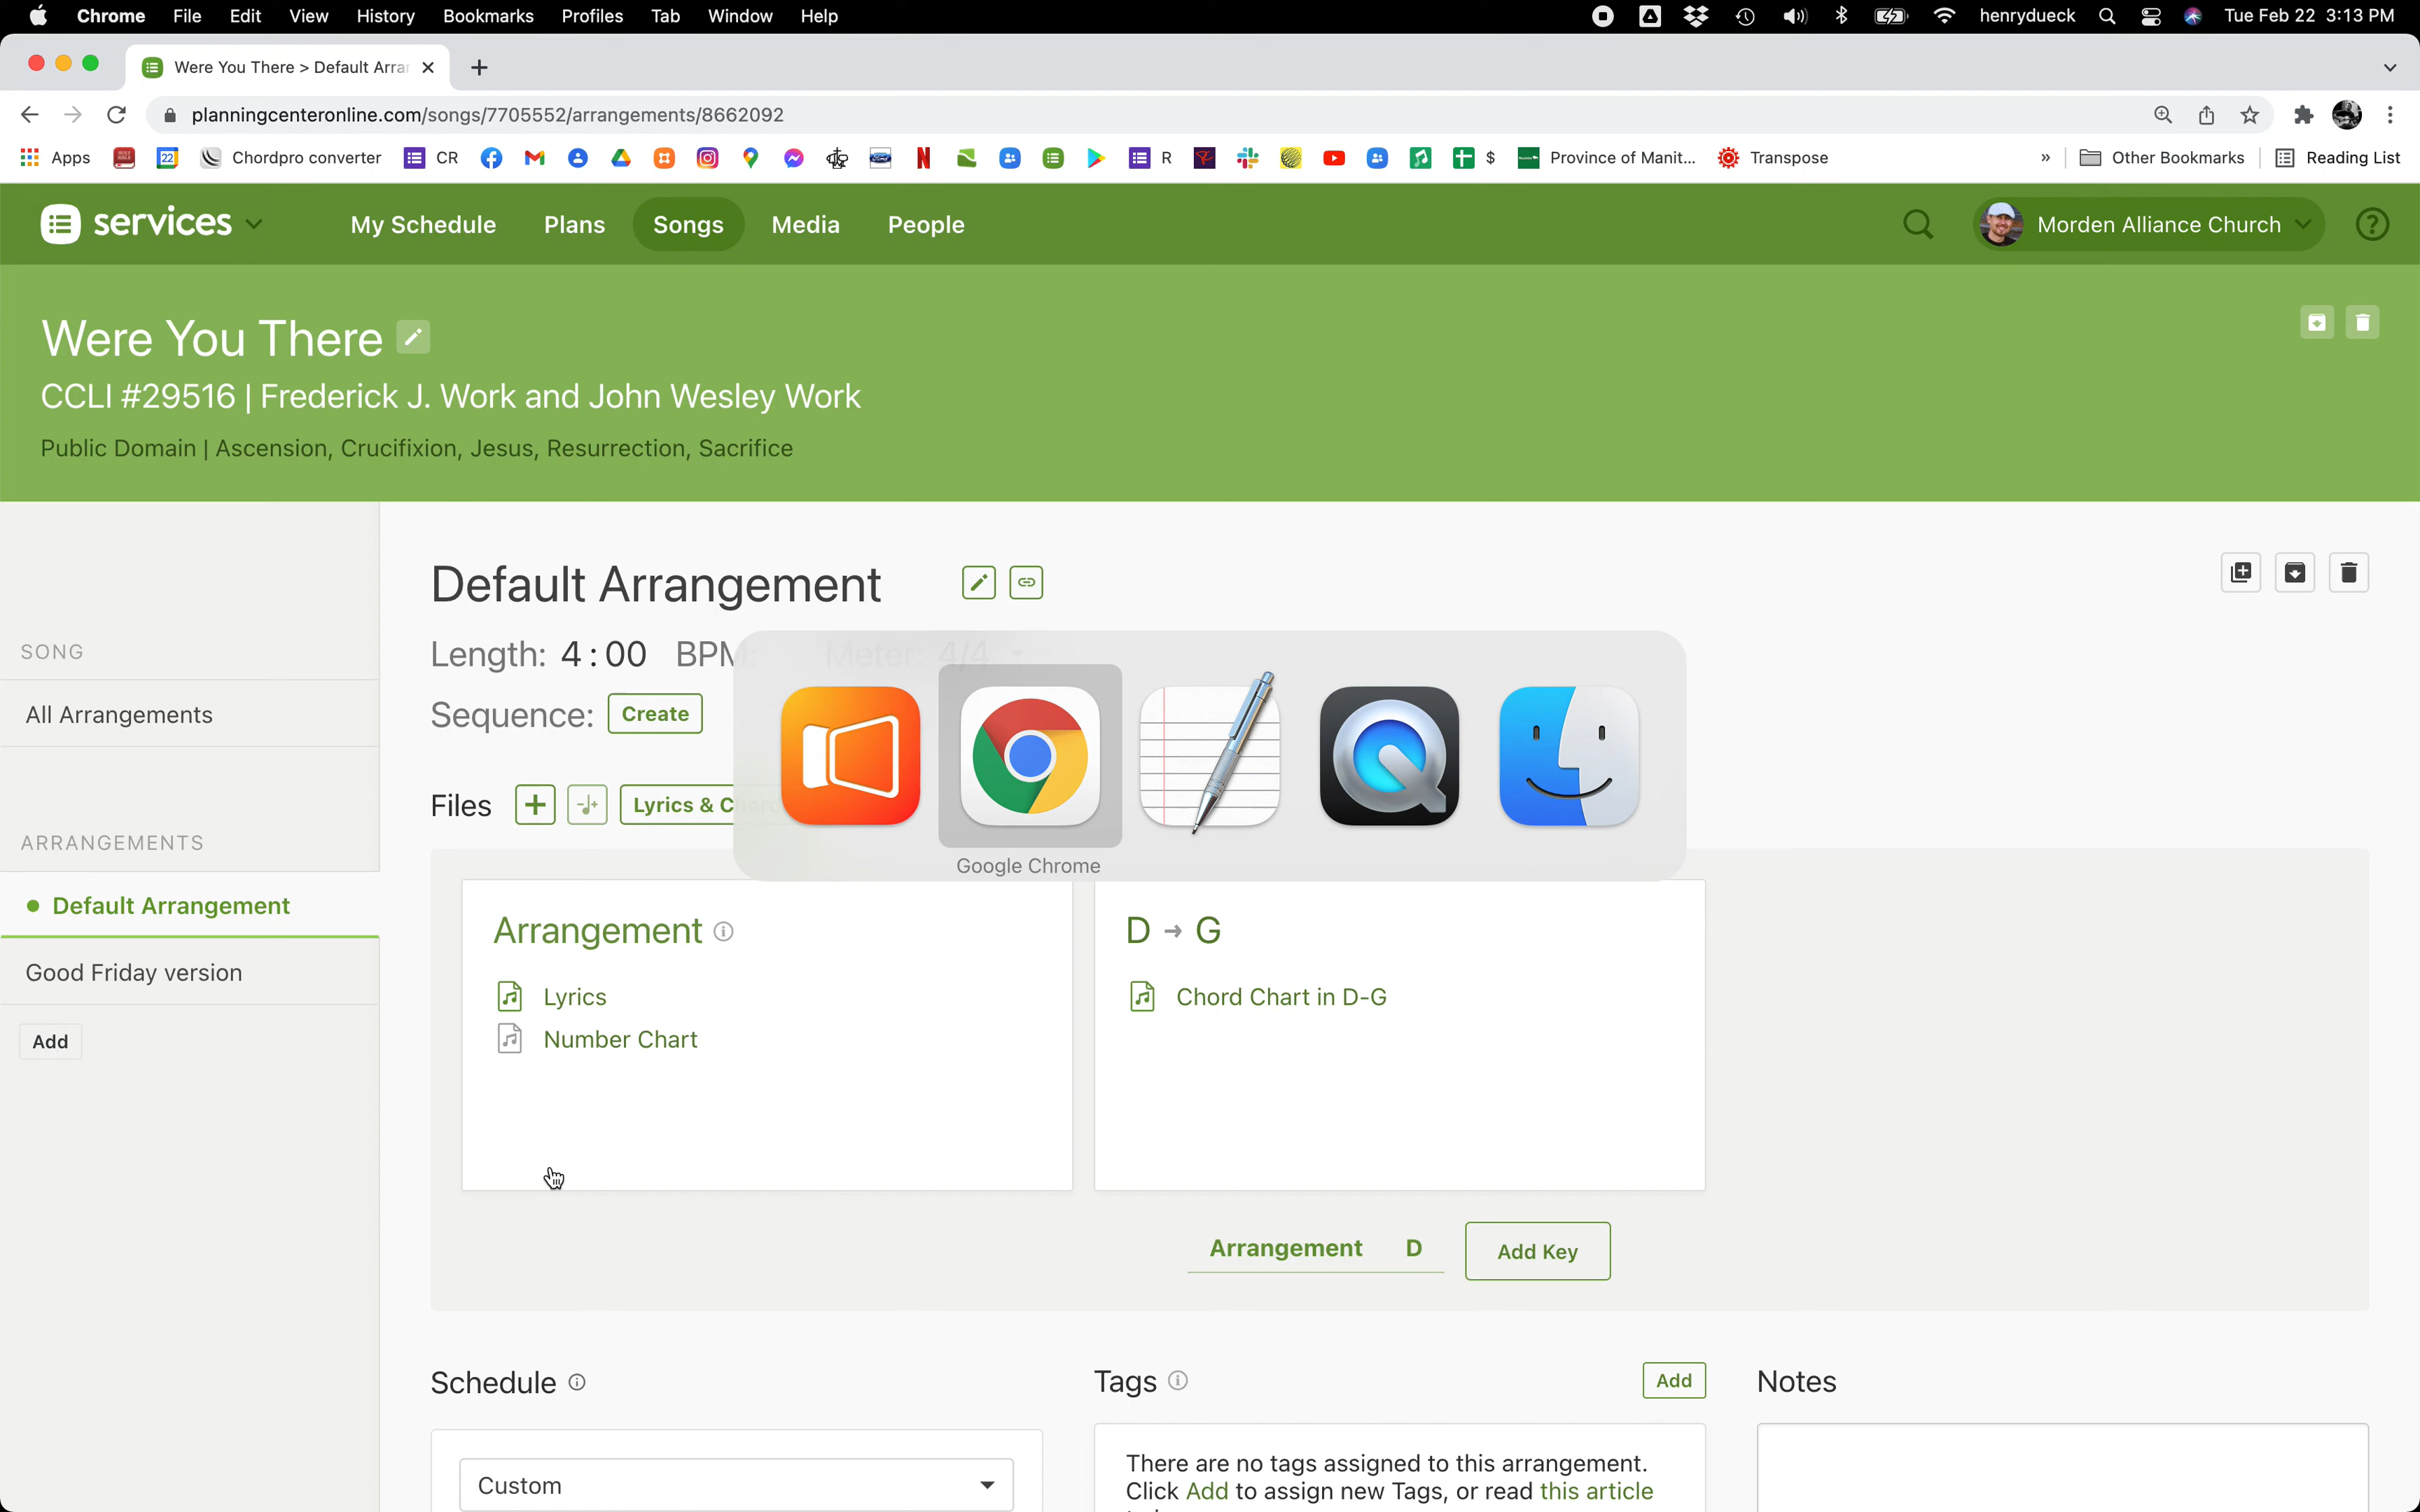 Chrome File Edit View History Bookmarks Profiles Tab Window Help henrydueck Tue Feb 22 3:13 PM
Were You There > Default Arrar
planningcenteronline.com/songs/7705552/arrangements/8662092
Apps 22 Chordpro converter CR R $ Province of Manit... Transpose » Other Bookmarks Reading List
services My Schedule Plans Songs Media People Morden Alliance Church ?
Were You There
CCLI #29516 | Frederick J. Work and John Wesley Work
Public Domain | Ascension, Crucifixion, Jesus, Resurrection, Sacrifice
Default Arrangement
SONG
Length: 4:00 BPM: Meter: 4/4
All Arrangements
Sequence: Create
Files Lyrics & Chord
ARRANGEMENTS
Google Chrome
Default Arrangement
Arrangement
D → G
Good Friday version
Lyrics
Chord Chart in D-G
Add
Number Chart
Arrangement D Add Key
Schedule
Tags Add
Notes
There are no tags assigned to this arrangement.
Custom
Click Add to assign new Tags, or read this article